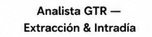 Analista GTR —
Extracción & Intradía